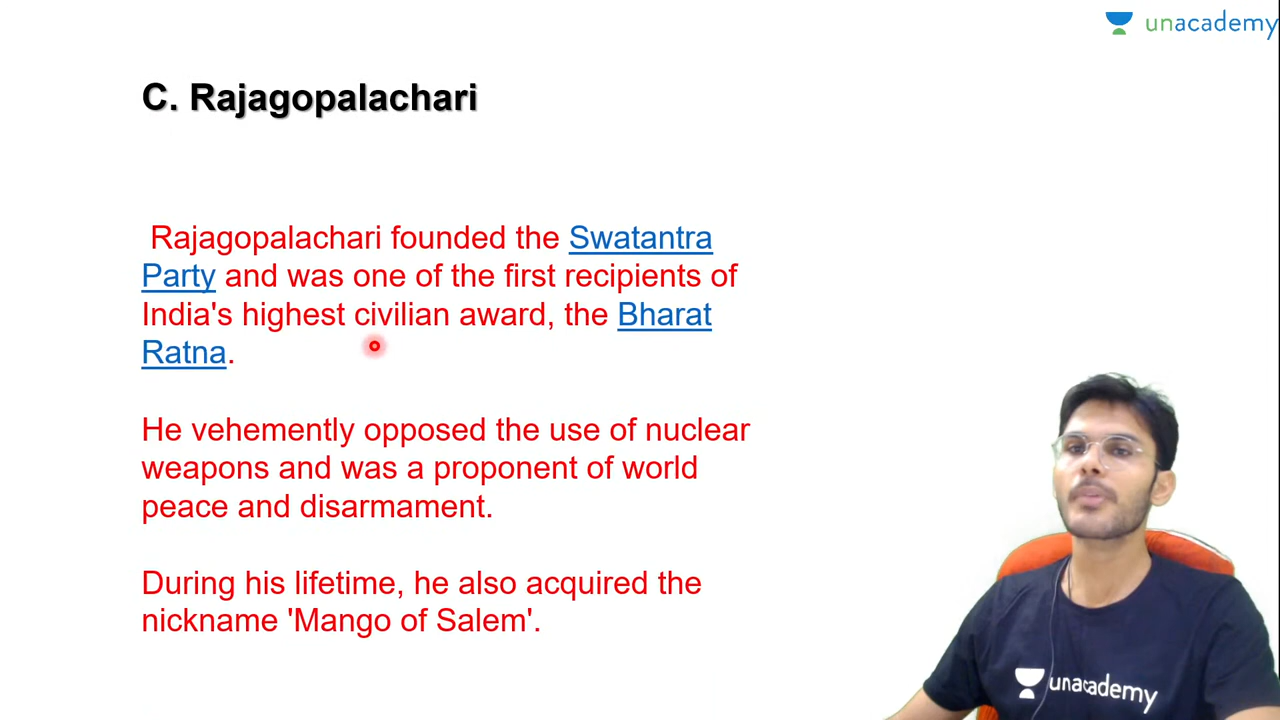 unacademy
C. Rajagopalachari
Rajagopalachari founded the Swatantra
Party and was one of the first recipients of
India's highest civilian award, the Bharat
Ratna.
He vehemently opposed the use of nuclear
weapons and was a proponent of world
peace and disarmament.
During his lifetime, he also acquired the
nickname 'Mango of Salem'.
unacademy